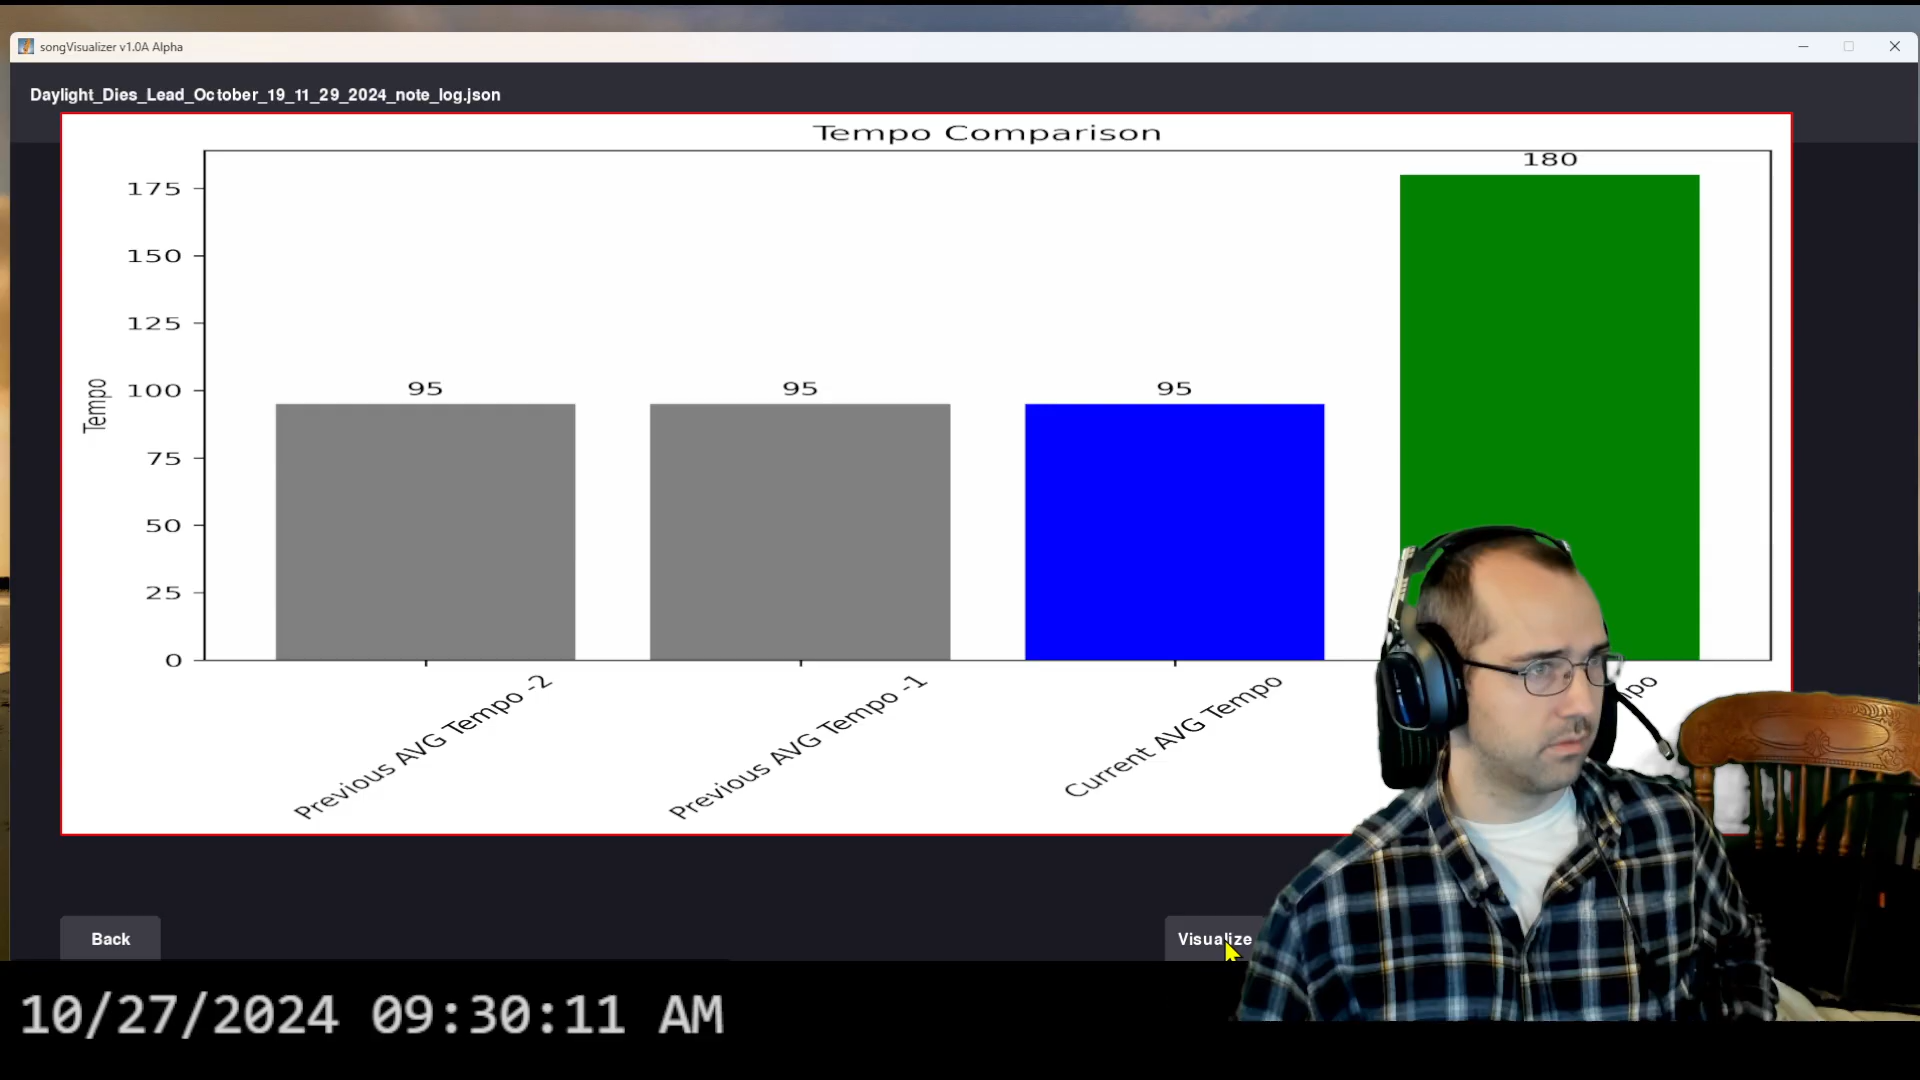 songVisualizer v1.0A Alpha
Daylight_Dies_Lead_October_19_11_29_2024_note_log.json
Tempo Comparison
180
175
150
125
100
75
50
25
0
Tempo
95
95
95
Previous AVG Tempo -2
Previous AVG Tempo -1
Current AVG Tempo
Back
Visualize
10/27/2024 09:30:11 AM